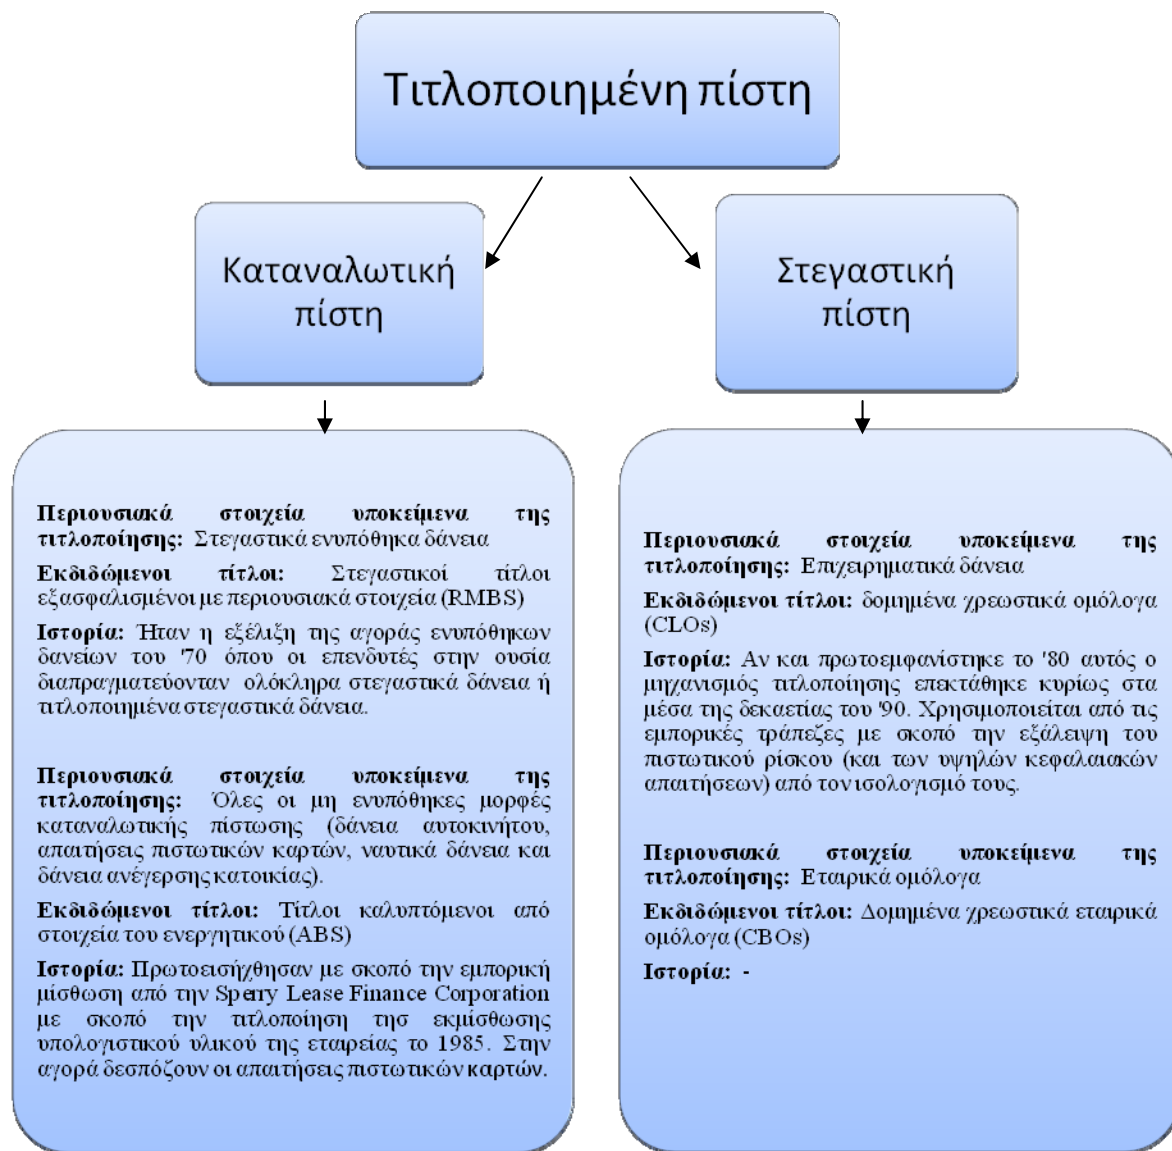 Τιτλοποιημένη πίστη
Καταναλωτική
πίστη
Στεγαστική
πίστη
Περιουσιακά στοιχεία υποκείμενα της
τιτλοποίησης: Στεγαστικά ενυπόθηκα δάνεια
Εκδιδώμενοι τίτλοι: Στεγαστικοί τίτλοι
εξασφαλισμένοι με περιουσιακά στοιχεία (RMBS)
Ιστορία: Ήταν η εξέλιξη της αγοράς ενυπόθηκων
δανείων του '70 όπου οι επενδυτές στην ουσία
διαπραγματεύονταν ολόκληρα στεγαστικά δάνεια ή
τιτλοποιημένα στεγαστικά δάνεια.
Περιουσιακά στοιχεία υποκείμενα της
τιτλοποίησης: Όλες οι μη ενυπόθηκες μορφές
καταναλωτικής πίστωσης (δάνεια αυτοκινήτου,
απαιτήσεις πιστωτικών καρτών, ναυτικά δάνεια και
δάνεια ανέγερσης κατοικίας).
Εκδιδώμενοι τίτλοι: Τίτλοι καλυπτόμενοι από
στοιχεία του ενεργητικού (ABS)
Ιστορία: Πρωτοεισήχθησαν με σκοπό την εμπορική
μίσθωση από την Sperry Lease Finance Corporation
με σκοπό την τιτλοποίηση τησ εκμίσθωσης
υπολογιστικού υλικού της εταιρείας το 1985. Στην
αγορά δεσπόζουν οι απαιτήσεις πιστωτικών καρτών.
Περιουσιακά στοιχεία υποκείμενα της
τιτλοποίησης: Επιχειρηματικά δάνεια
Εκδιδώμενοι τίτλοι: δομημένα χρεωστικά ομόλογα
(CLOs)
Ιστορία: Αν και πρωτοεμφανίστηκε το '80 αυτός ο
μηχανισμός τιτλοποίησης επεκτάθηκε κυρίως στα
μέσα της δεκαετίας του '90. Χρησιμοποιείται από τις
εμπορικές τράπεζες με σκοπό την εξάλειψη του
πιστωτικού ρίσκου (και των υψηλών κεφαλαιακών
απαιτήσεων) από τον ισολογισμό τους.
Περιουσιακά στοιχεία υποκείμενα της
τιτλοποίησης: Εταιρικά ομόλογα
Εκδιδώμενοι τίτλοι: Δομημένα χρεωστικά εταιρικά
ομόλογα (CBOs)
Ιστορία: -